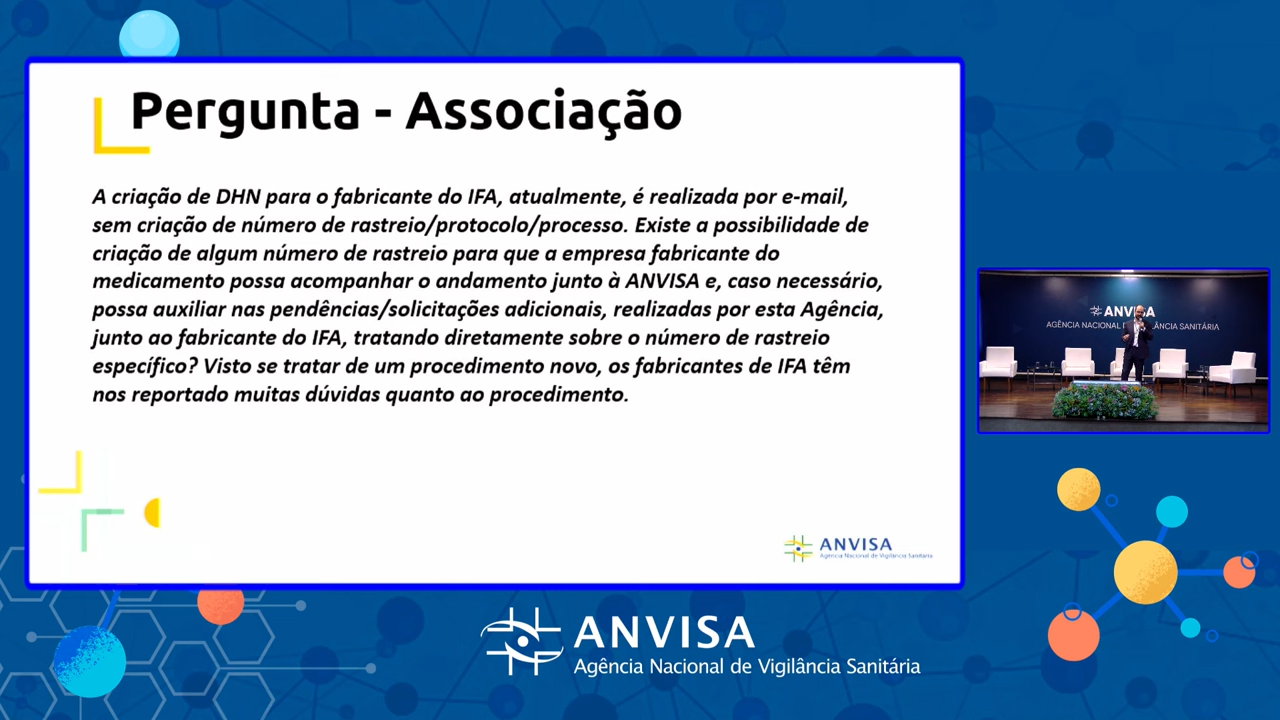 Pergunta - Associação
A criação de DHN para o fabricante do IFA, atualmente, é realizada por e-mail,
sem criação de número de rastreio/protocolo/processo. Existe a possibilidade de
criação de algum número de rastreio para que a empresa fabricante do
medicamento possa acompanhar o andamento junto à ANVISA e, caso necessário,
possa auxiliar nas pendências/solicitações adicionais, realizadas por esta Agência,
junto ao fabricante do IFA, tratando diretamente sobre o número de rastreio
específico? Visto se tratar de um procedimento novo, os fabricantes de IFA têm
nos reportado muitas dúvidas quanto ao procedimento.
ANVISA
Agência Nacional de Vigilância Sanitária
ANVISA
AGÊNCIA NACIONAL D VIGILÂNCIA SANITÁRIA
ANVISA
Agência Nacional de Vigilância Sanitária